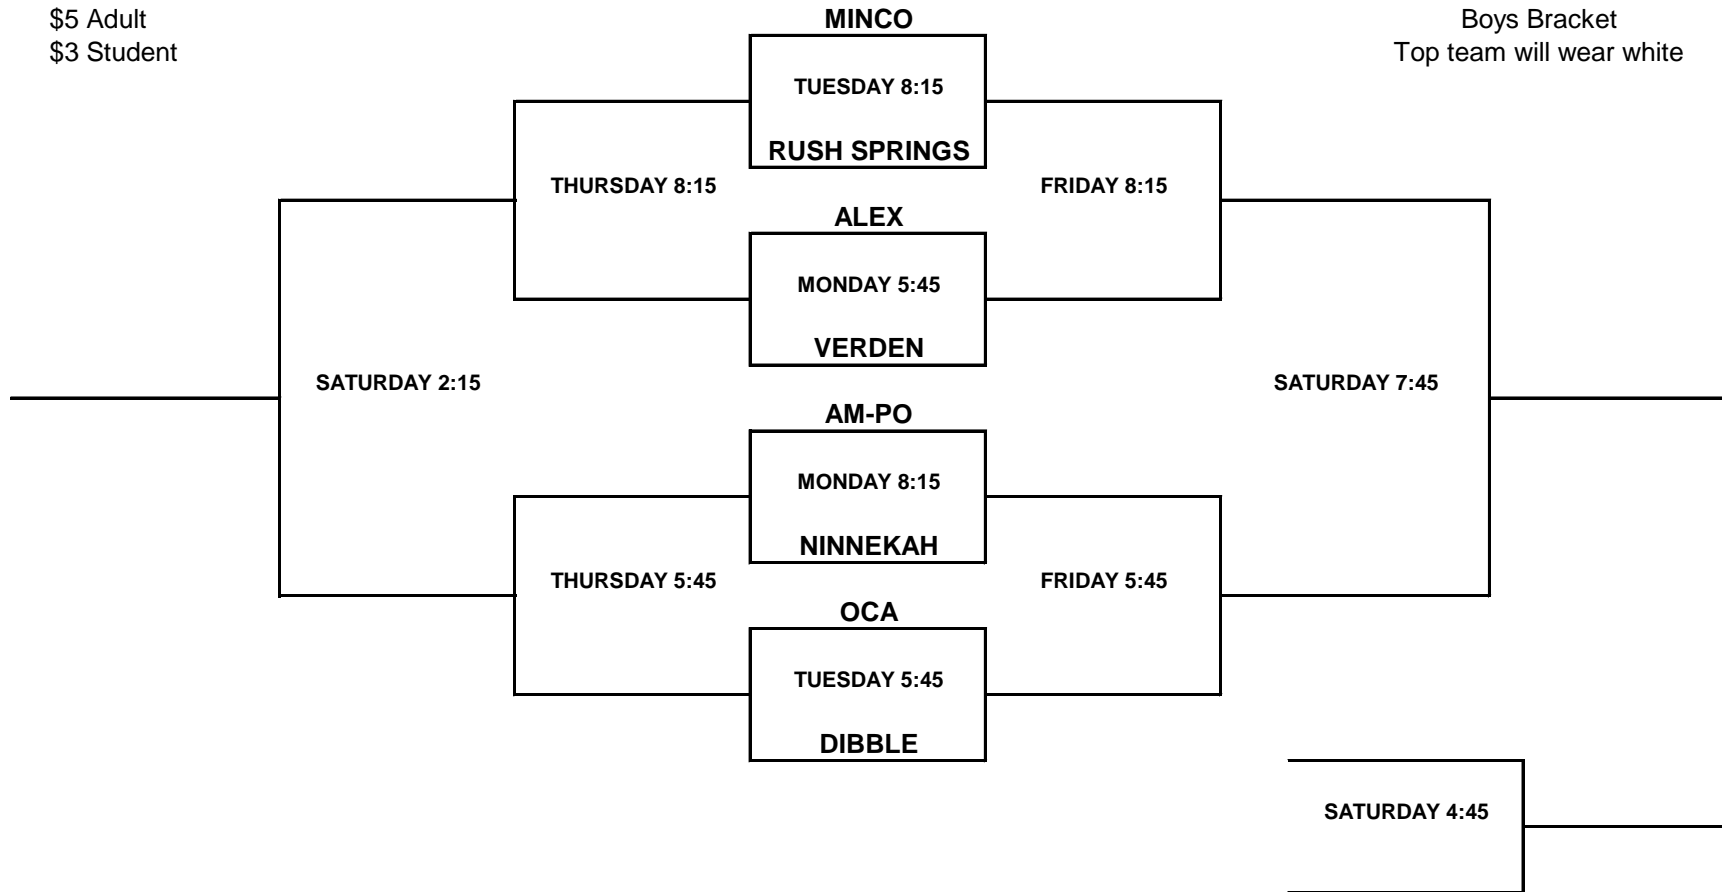 $5 Adult
$3 Student
MINCO
Boys Bracket
Top team will wear white
TUESDAY 8:15
RUSH SPRINGS
THURSDAY 8:15
FRIDAY 8:15
ALEX
MONDAY 5:45
VERDEN
SATURDAY 2:15
SATURDAY 7:45
AM-PO
MONDAY 8:15
NINNEKAH
THURSDAY 5:45
FRIDAY 5:45
OCA
TUESDAY 5:45
DIBBLE
SATURDAY 4:45